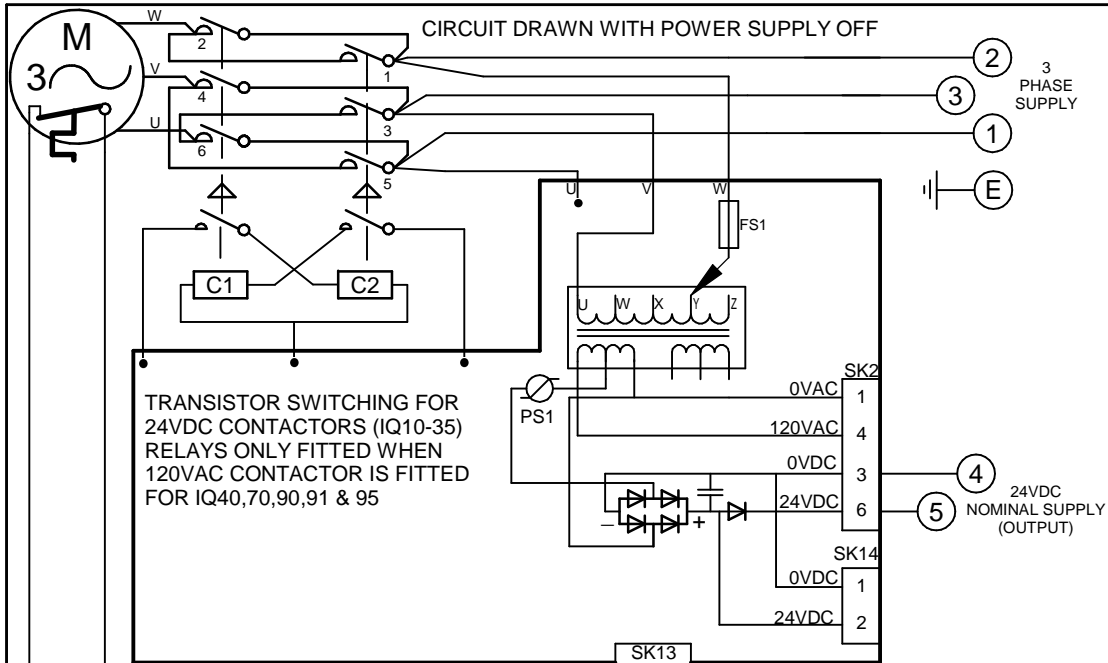 CIRCUIT DRAWN WITH POWER SUPPLY OFF
W
M
3
V
U
2
1
4
3
6
5
2
3
PHASE
SUPPLY
3
1
E
U
V
W
FS1
C1
C2
U
W
X
Y
Z
PS1
TRANSISTOR SWITCHING FOR
24VDC CONTACTORS (IQ10-35)
RELAYS ONLY FITTED WHEN
120VAC CONTACTOR IS FITTED
FOR IQ40,70,90,91 & 95
SK2
0VAC 1
120VAC 4
0VDC 3
24VDC 6
– +
4
24VDC
NOMINAL SUPPLY
(OUTPUT)
5
SK14
0VDC 1
24VDC 2
SK13